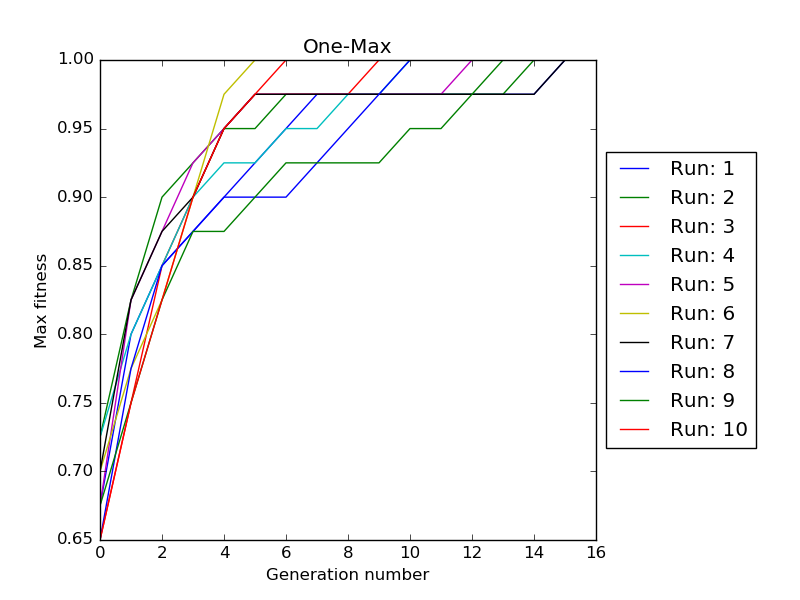 One-Max
Max fitness
1.00
0.95
0.90
0.85
0.80
0.75
0.70
0.65
0 2 4 6 8 10 12 14 16
Generation number
Run: 1
Run: 2
Run: 3
Run: 4
Run: 5
Run: 6
Run: 7
Run: 8
Run: 9
Run: 10